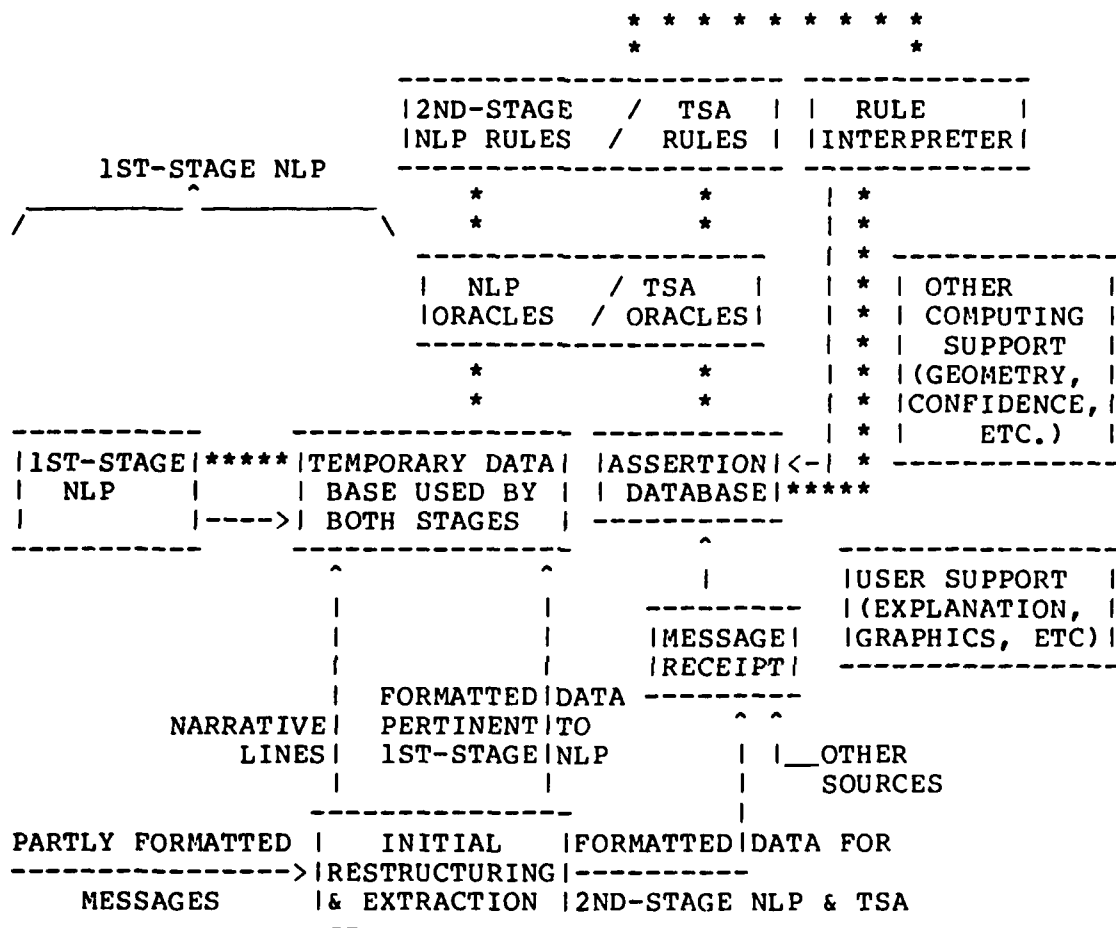 2ND-STAGE / TSA
NLP RULES / RULES
RULE
INTERPRETER
1ST-STAGE NLP
NLP / TSA
ORACLES / ORACLES
OTHER
COMPUTING
SUPPORT
(GEOMETRY,
CONFIDENCE,
ETC.)
1ST-STAGE
NLP
TEMPORARY DATA
BASE USED BY
BOTH STAGES
ASSERTION
DATABASE
USER SUPPORT
(EXPLANATION,
GRAPHICS, ETC)
MESSAGE
RECEIPT
NARRATIVE
LINES
FORMATTED DATA
PERTINENT TO
1ST-STAGE NLP
OTHER
SOURCES
PARTLY FORMATTED
MESSAGES
INITIAL
RESTRUCTURING
& EXTRACTION
FORMATTED DATA FOR
2ND-STAGE NLP & TSA